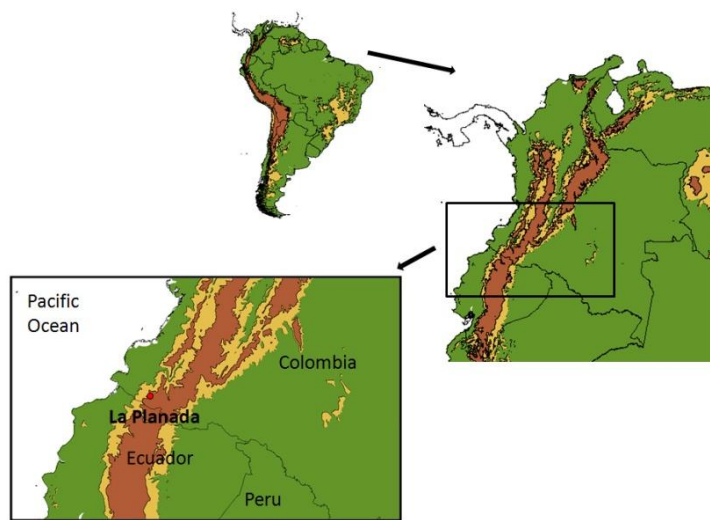 Pacific
Ocean
Colombia
La Planada
Ecuador
Peru